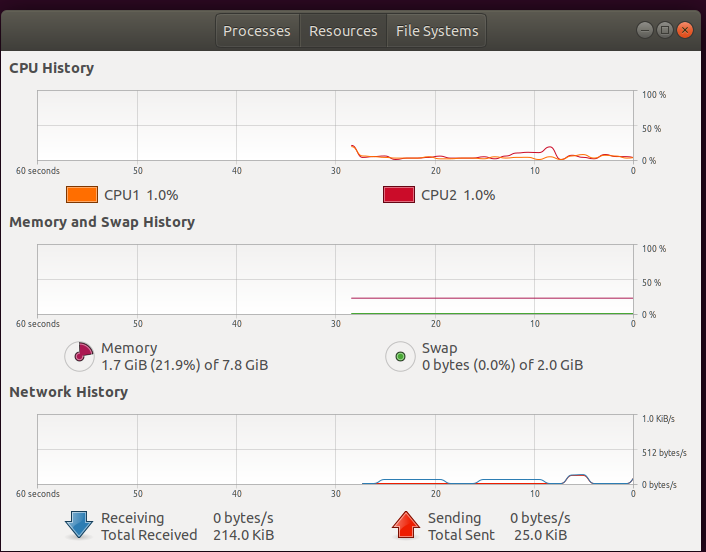 Processes Resources File Systems
CPU History
100 %
50 %
0 %
60 seconds 50 40 30 20 10 0
CPU1 1.0% CPU2 1.0%
Memory and Swap History
100 %
50 %
0 %
60 seconds 50 40 30 20 10 0
Memory Swap
1.7 GiB (21.9%) of 7.8 GiB 0 bytes (0.0%) of 2.0 GiB
Network History
1.0 KiB/s
512 bytes/s
0 bytes/s
60 seconds 50 40 30 20 10 0
Receiving 0 bytes/s Sending 0 bytes/s
Total Received 214.0 KiB Total Sent 25.0 KiB